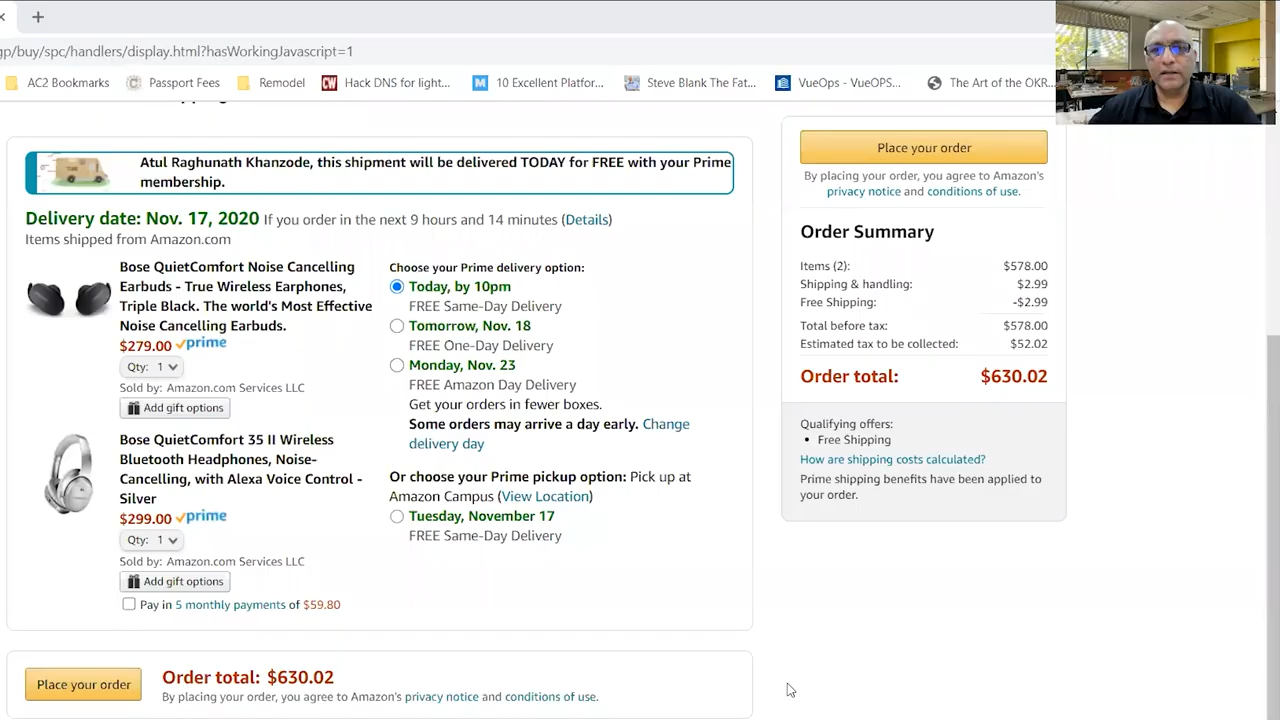 gp/buy/spc/handlers/display.html?hasWorkingJavascript=1
AC2 Bookmarks
Passport Fees
Remodel
10 Excellent Platfor...
Steve Blank The Fat...
VueOps - VueOPS...
The Art of the OKR...
Atul Raghunath Khanzode, this shipment will be delivered TODAY for FREE with your Prime
membership.
Delivery date: Nov. 17, 2020 If you order in the next 9 hours and 14 minutes (Details)
Items shipped from Amazon.com
Bose QuietComfort Noise Cancelling
Earbuds - True Wireless Earphones,
Triple Black. The world's Most Effective
Noise Cancelling Earbuds.
$279.00 prime
Qty: 1
Sold by: Amazon.com Services LLC
Add gift options
Bose QuietComfort 35 II Wireless
Bluetooth Headphones, Noise-
Cancelling, with Alexa Voice Control -
Silver
$299.00 prime
Qty: 1
Sold by: Amazon.com Services LLC
Add gift options
Pay in 5 monthly payments of $59.80
Choose your Prime delivery option:
Today, by 10pm
FREE Same-Day Delivery
Tomorrow, Nov. 18
FREE One-Day Delivery
Monday, Nov. 23
FREE Amazon Day Delivery
Get your orders in fewer boxes.
Some orders may arrive a day early. Change
delivery day
Or choose your Prime pickup option: Pick up at
Amazon Campus (View Location)
Tuesday, November 17
FREE Same-Day Delivery
Place your order
Order total: $630.02
By placing your order, you agree to Amazon's privacy notice and conditions of use.
Place your order
By placing your order, you agree to Amazon's
privacy notice and conditions of use.
Order Summary
Items (2): $578.00
Shipping & handling: $2.99
Free Shipping: -$2.99
Total before tax: $578.00
Estimated tax to be collected: $52.02
Order total: $630.02
Qualifying offers:
• Free Shipping
How are shipping costs calculated?
Prime shipping benefits have been applied to
your order.